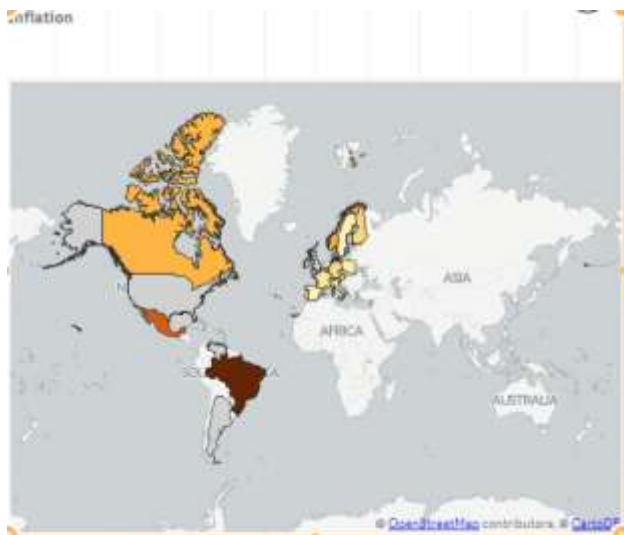 nflation
ASIA
AFRICA
AUSTRALIA
© OpenStreetMap contributors, © CartoDB